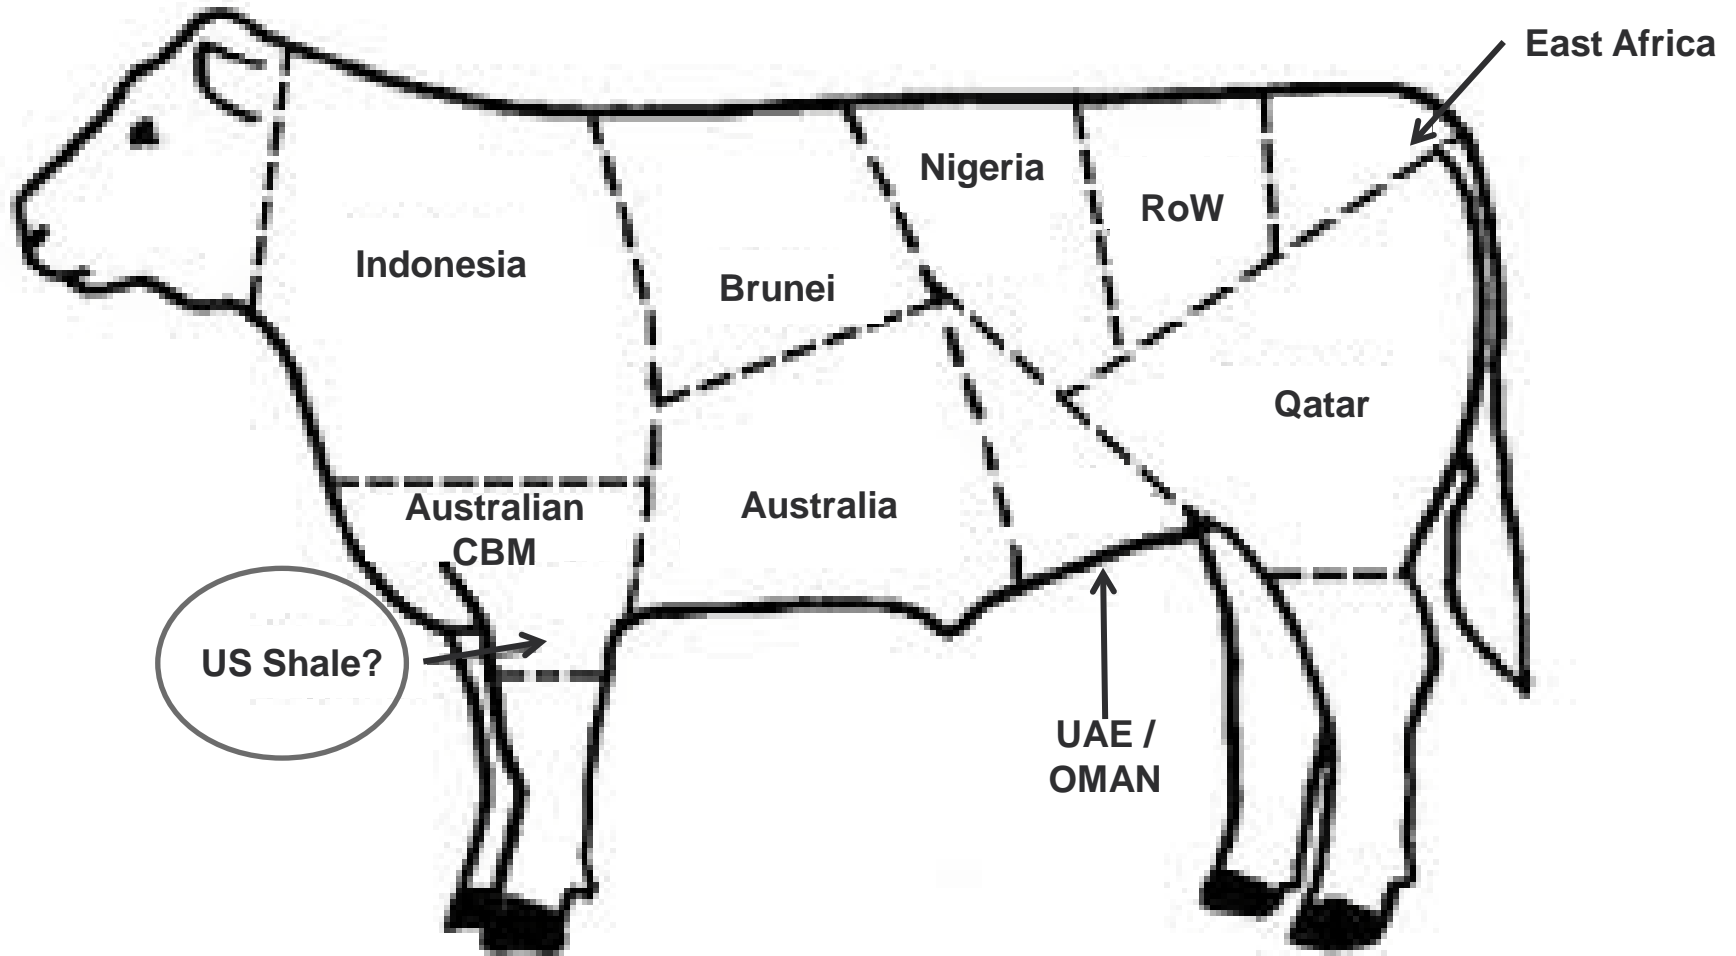 East Africa
Nigeria
RoW
Indonesia
Brunei
Qatar
Australian
CBM
Australia
US Shale?
UAE /
OMAN